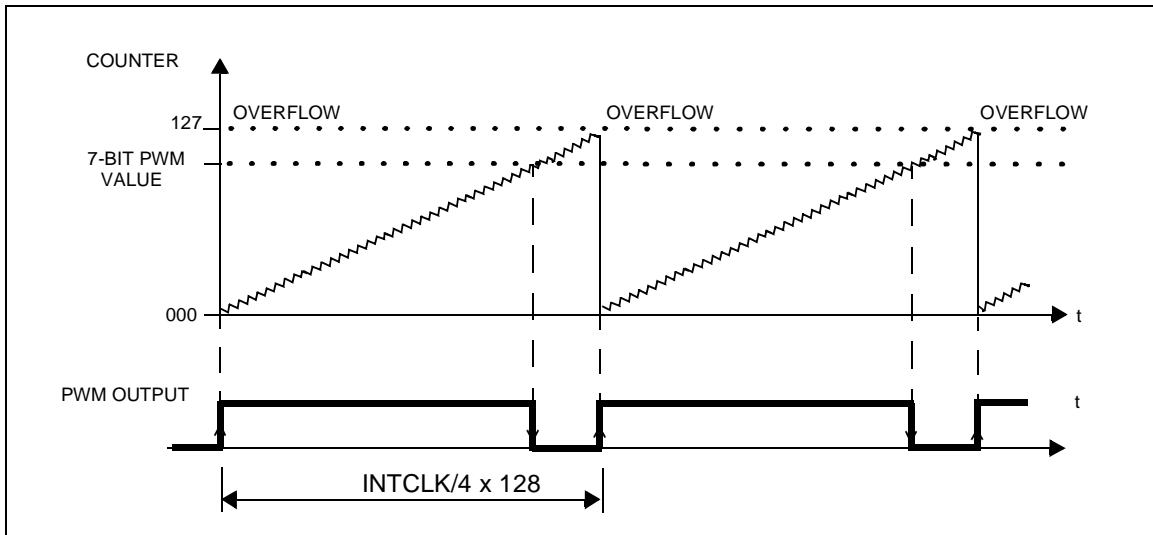 COUNTER
OVERFLOW OVERFLOW OVERFLOW
127
7-BIT PWM
VALUE
000
t
PWM OUTPUT
t
INTCLK/4 x 128